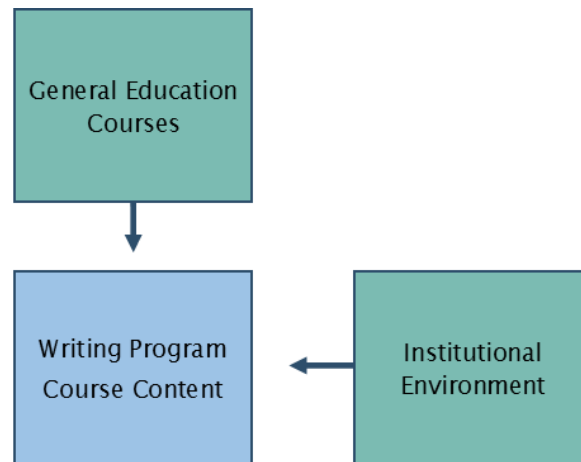 General Education
Courses
Writing Program
Course Content
Institutional
Environment